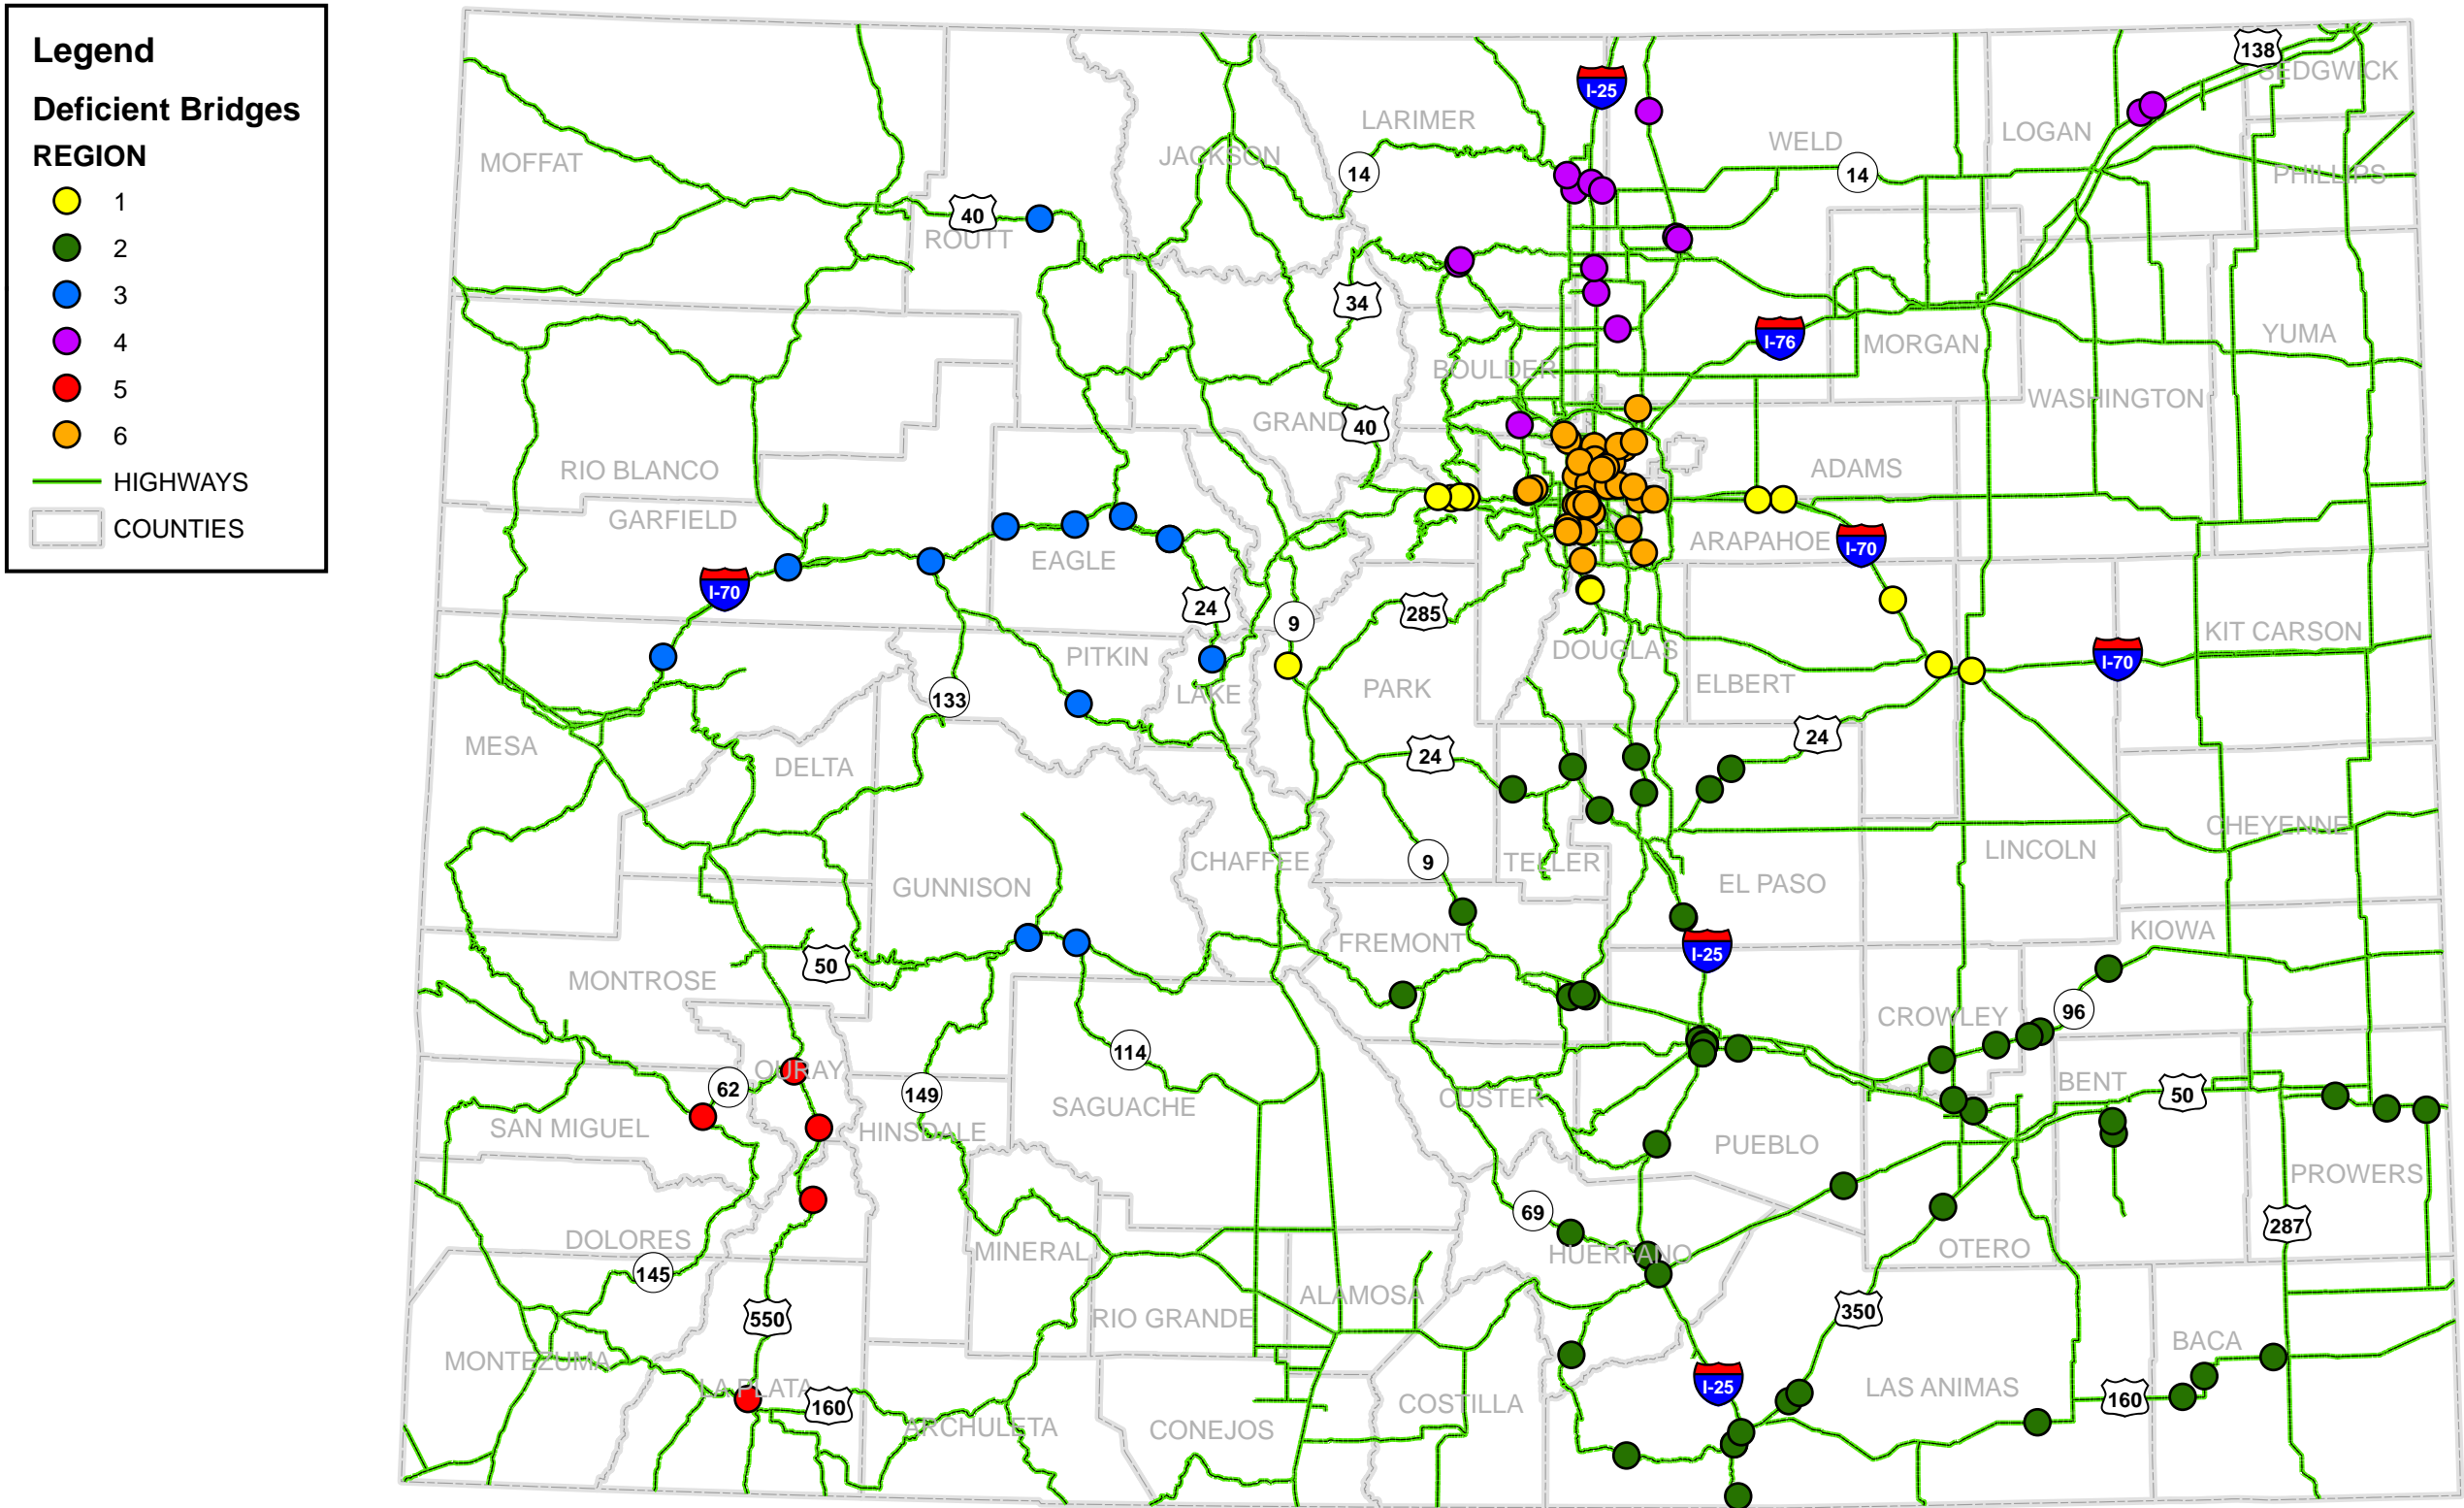 Legend
Deficient Bridges
REGION
1
2
3
4
5
6
HIGHWAYS
COUNTIES
138
SEDGWICK
I-25
LARIMER
WELD
LOGAN
MOFFAT
JACKSON
14
14
PHILLIPS
40
ROUTT
34
I-76
MORGAN
YUMA
BOULDER
WASHINGTON
GRAND
40
RIO BLANCO
ADAMS
GARFIELD
ARAPAHOE
I-70
EAGLE
I-70
24
9
285
KIT CARSON
DOUGLAS
PITKIN
I-70
LAKE
PARK
ELBERT
133
MESA
24
24
DELTA
CHEYENNE
LINCOLN
CHAFFEE
9
TELLER
GUNNISON
EL PASO
KIOWA
FREMONT
I-25
50
MONTROSE
96
CROWLEY
114
OURAY
62
149
BENT
50
CUSTER
SAGUACHE
SAN MIGUEL
HINSDALE
PUEBLO
PROWERS
69
287
DOLORES
MINERAL
HUERFANO
OTERO
145
ALAMOSA
350
550
RIO GRANDE
BACA
MONTEZUMA
I-25
LA PLATA
LAS ANIMAS
160
160
COSTILLA
ARCHULETA
CONEJOS